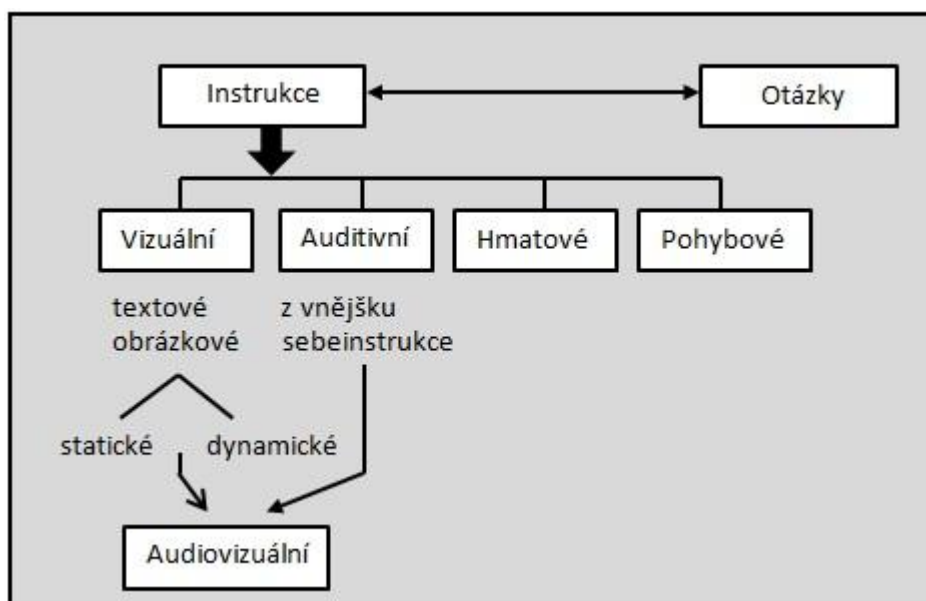 Instrukce
Otázky
Vizuální
Auditivní
Hmatové
Pohybové
textové
obrázkové
z vnějšku
sebeinstrukce
statické
dynamické
Audiovizuální